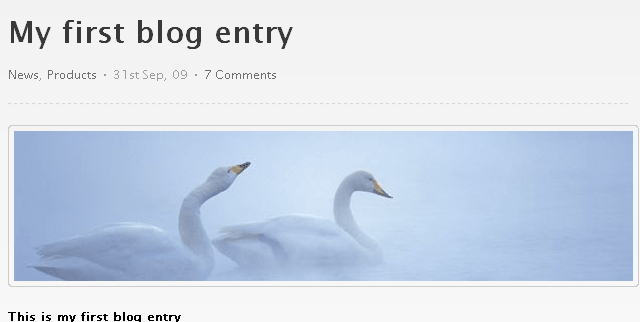 My first blog entry
News, Products · 31st Sep, 09 · 7 Comments
This is my first blog entry